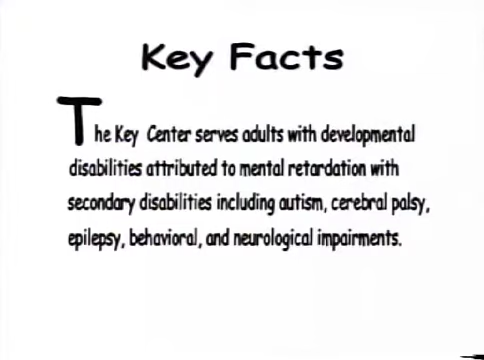 Key Facts
The Key Center serves adults with developmental
disabilities attributed to mental retardation with
secondary disabilities including autism, cerebral palsy,
epilepsy, behavioral, and neurological impairments.